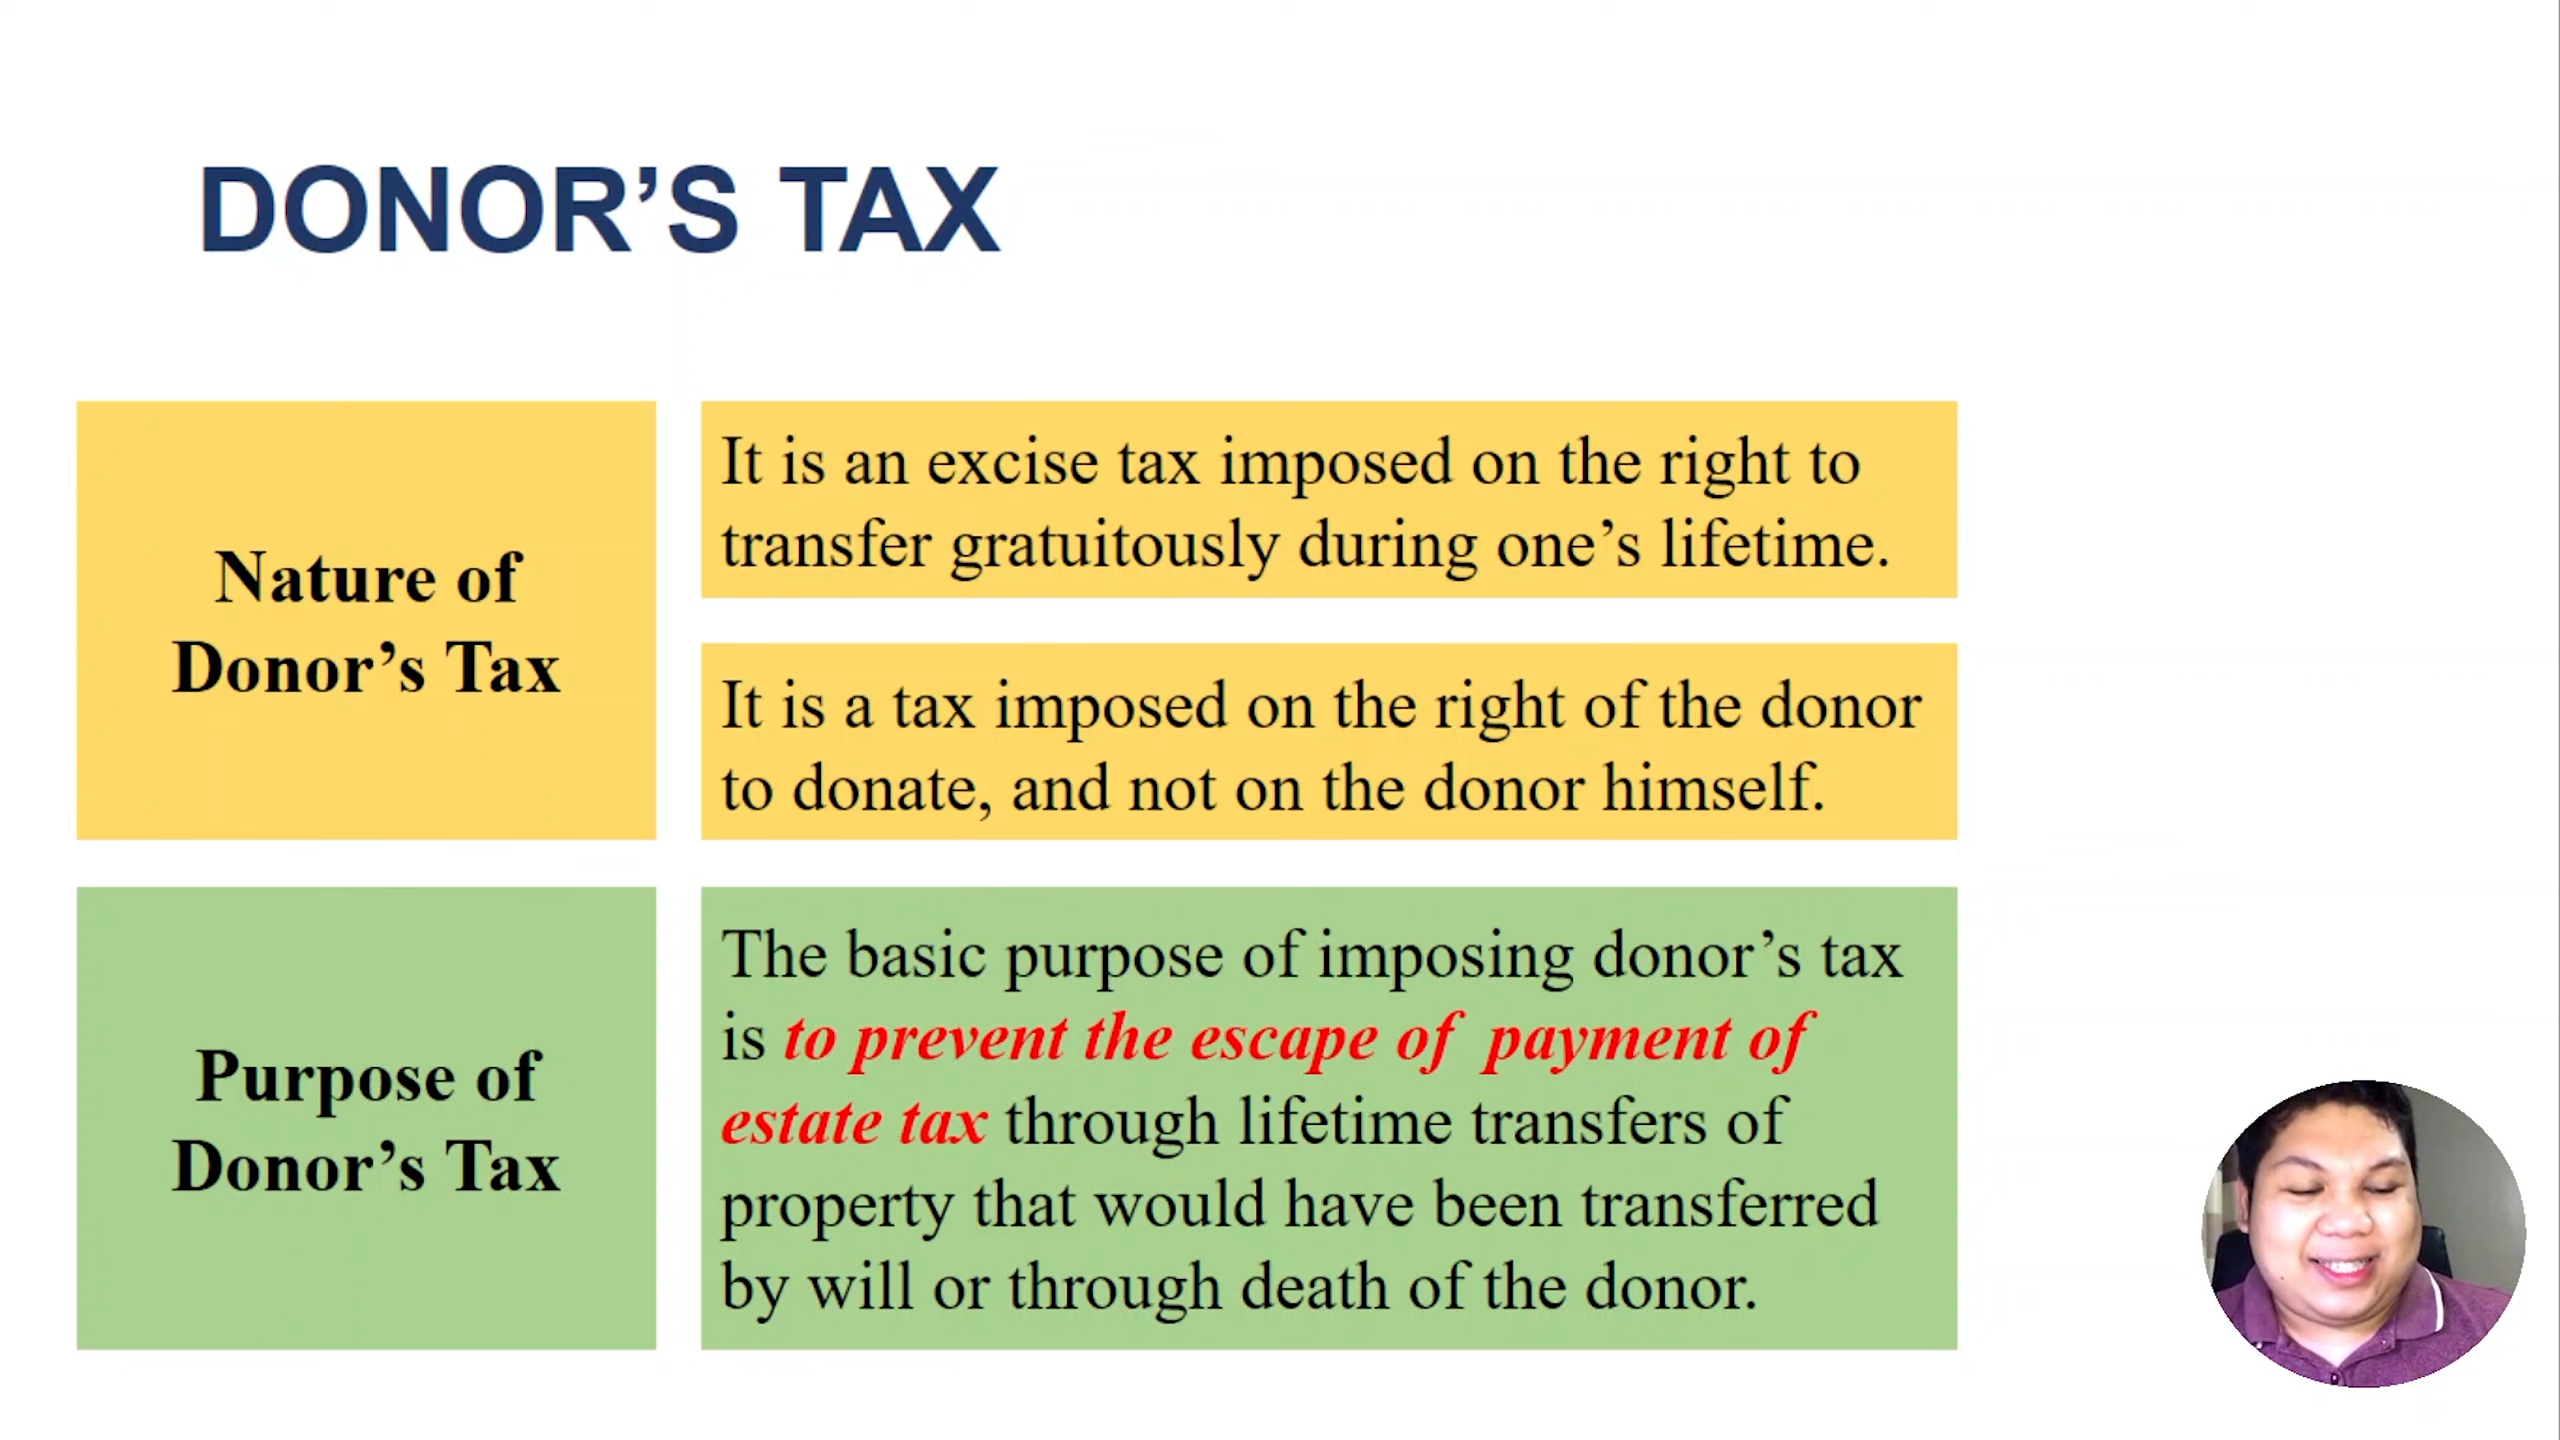 DONOR’S TAX
Nature of
Donor’s Tax
It is an excise tax imposed on the right to
transfer gratuitously during one’s lifetime.
It is a tax imposed on the right of the donor
to donate, and not on the donor himself.
Purpose of
Donor’s Tax
The basic purpose of imposing donor’s tax
is to prevent the escape of payment of
estate tax through lifetime transfers of
property that would have been transferred
by will or through death of the donor.